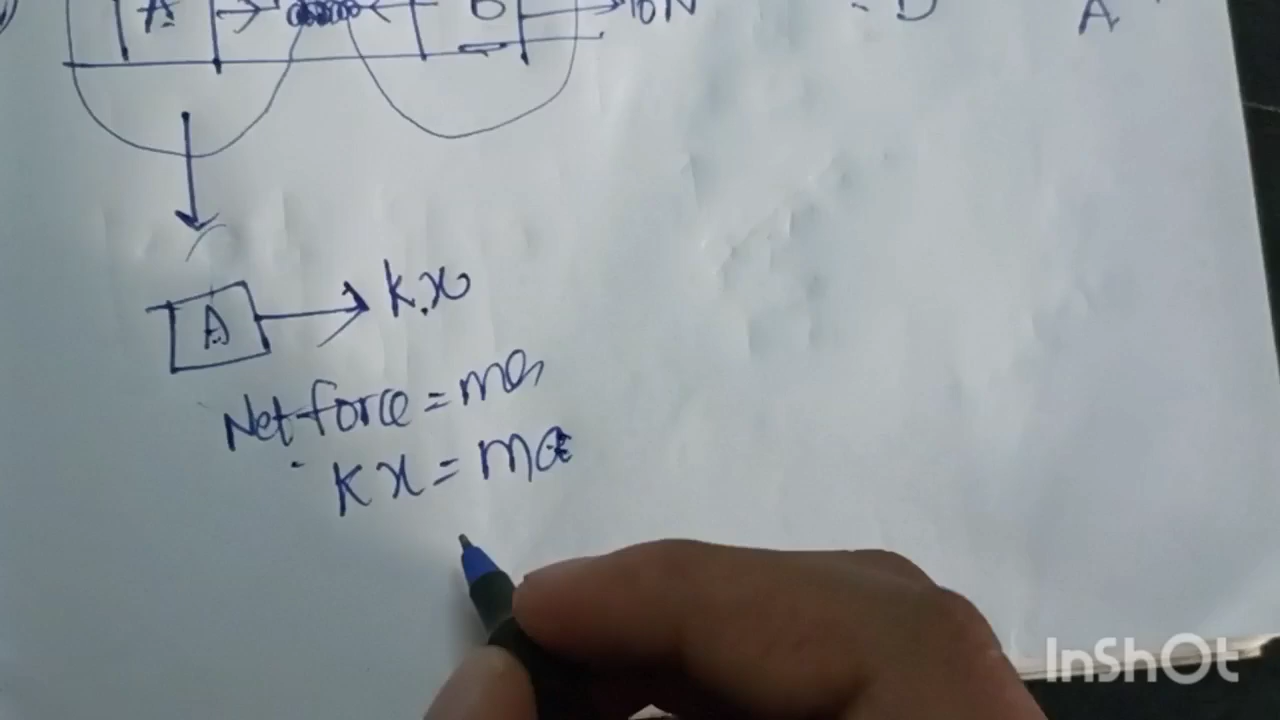 A B 10N D A
A k.x
Net force = ma
kx = ma
InShOt